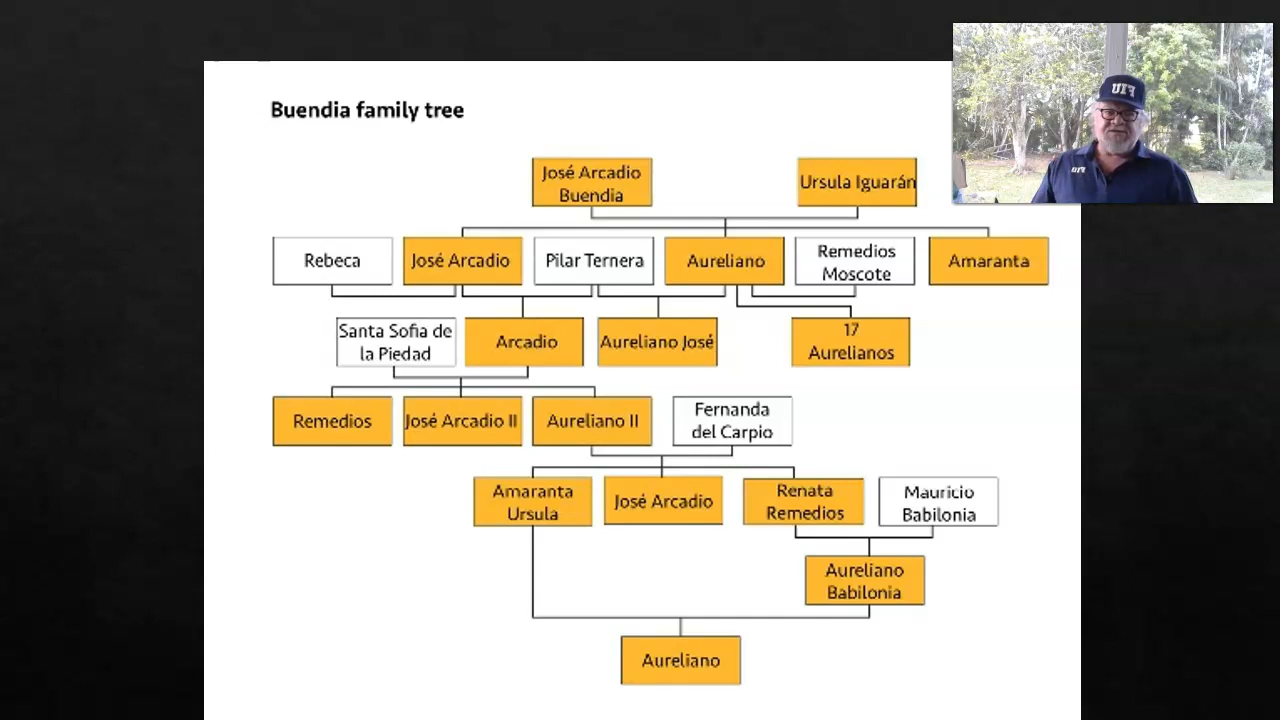 Buendia family tree
José Arcadio
Buendia
Ursula Iguarán
Rebeca
José Arcadio
Pilar Ternera
Aureliano
Remedios
Moscote
Amaranta
Santa Sofia de
la Piedad
Arcadio
Aureliano José
17
Aurelianos
Remedios
José Arcadio II
Aureliano II
Fernanda
del Carpio
Amaranta
Ursula
José Arcadio
Renata
Remedios
Mauricio
Babilonia
Aureliano
Babilonia
Aureliano
FIU
FIU